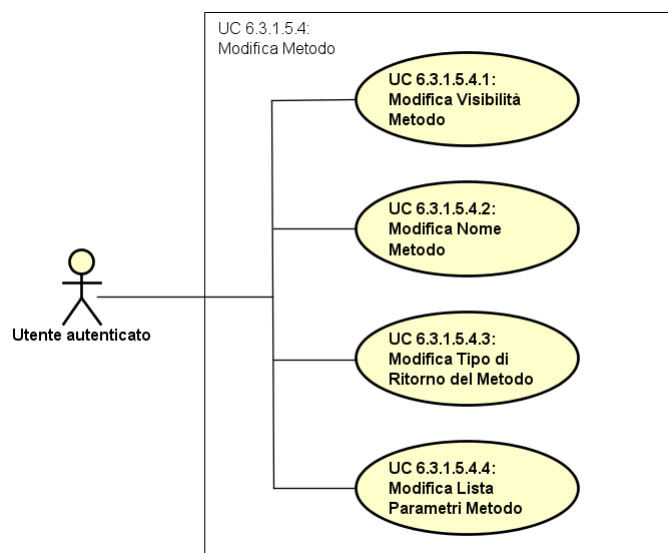 UC 6.3.1.5.4:
Modifica Metodo
UC 6.3.1.5.4.1:
Modifica Visibilità
Metodo
UC 6.3.1.5.4.2:
Modifica Nome
Metodo
Utente autenticato
UC 6.3.1.5.4.3:
Modifica Tipo di
Ritorno del Metodo
UC 6.3.1.5.4.4:
Modifica Lista
Parametri Metodo